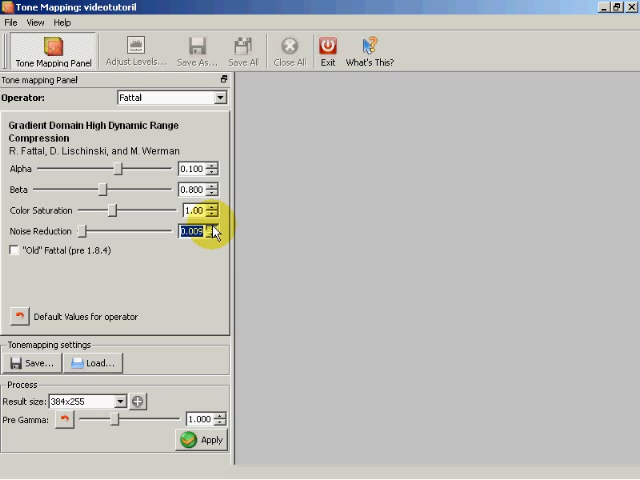 Tone Mapping: videotutoril
File View Help
Tone Mapping Panel Adjust Levels... Save As... Save All Close All Exit What's This?
Tone mapping Panel
Operator: Fattal
Gradient Domain High Dynamic Range
Compression
R. Fattal, D. Lischinski, and M. Werman
Alpha 0.100
Beta 0.800
Color Saturation 1.00
Noise Reduction 0.009
"Old" Fattal (pre 1.8.4)
Default Values for operator
Tonemapping settings
Save... Load...
Process
Result size: 384x255
Pre Gamma: 1.000
Apply